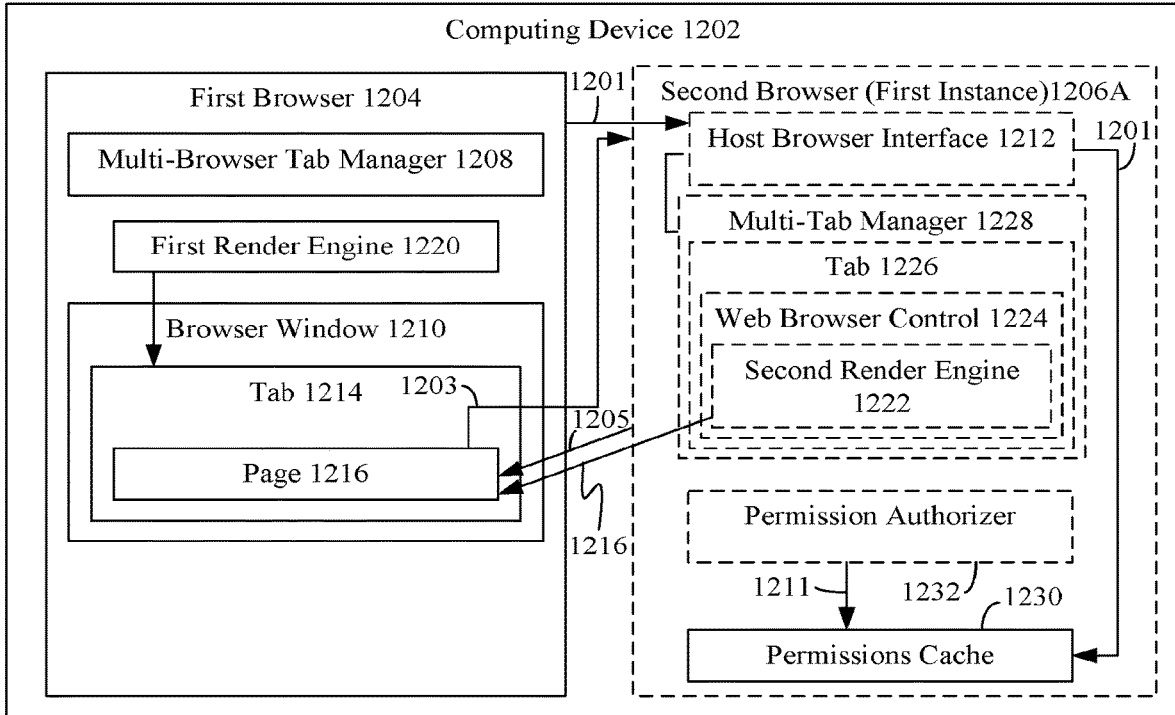 Computing Device 1202
First Browser 1204
Multi-Browser Tab Manager 1208
First Render Engine 1220
Browser Window 1210
Tab 1214
1203
Page 1216
1201
1205
1216
Second Browser (First Instance)1206A
Host Browser Interface 1212
1201
Multi-Tab Manager 1228
Tab 1226
Web Browser Control 1224
Second Render Engine
1222
Permission Authorizer
1211
1232
1230
Permissions Cache